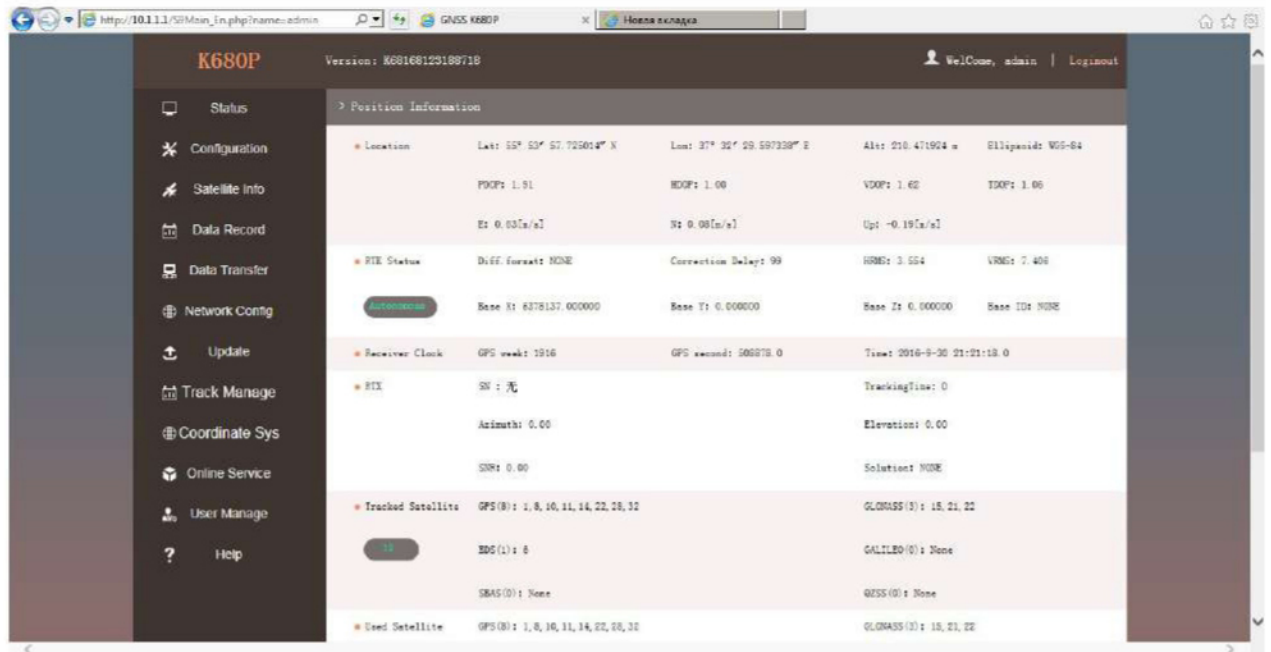 http://10.1.1.1/S9Main_En.php?name=admin GNSS K680P Новая вкладка
K680P Version: K68168123188718 WelCome, admin | Loginout
Status
Configuration
Satellite Info
Data Record
Data Transfer
Network Config
Update
Track Manage
Coordinate Sys
Online Service
User Manage
Help
> Position Information
Location Lat: 55° 53′ 57.725014″ N Lon: 37° 32′ 29.597338″ E Alt: 210.471924 m Ellipsoid: WGS-84
PDOP: 1.91 HDOP: 1.00 VDOP: 1.62 TDOP: 1.06
E: 0.03[m/s] N: 0.08[m/s] Up: -0.19[m/s]
RTK Status Diff.format: NONE Correction Delay: 99 HRMS: 3.554 VRMS: 7.406
Autonomous Base X: 6378137.000000 Base Y: 0.000000 Base Z: 0.000000 Base ID: NONE
Receiver Clock GPS week: 1916 GPS second: Time: 2016-9-30 21:21:18.0
RTX SN : 无 TrackingTime: 0
Azimuth: 0.00 Elevation: 0.00
SNR: 0.00 Solution: NONE
Tracked Satellite GPS(8): 1, 8, 10, 11, 14, 22, 28, 32 GLONASS(3): 15, 21, 22
BDS(1): 6 GALILEO(0): None
SBAS(0): None QZSS(0): None
Used Satellite GPS(8): 1, 8, 10, 11, 14, 22, 28, 32 GLONASS(3): 15, 21, 22